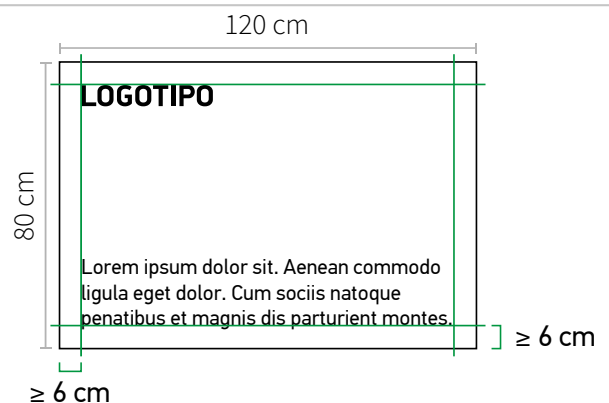 120 cm
80 cm
LOGOTIPO
Lorem ipsum dolor sit. Aenean commodo
ligula eget dolor. Cum sociis natoque
penatibus et magnis dis parturient montes.
≥ 6 cm
≥ 6 cm